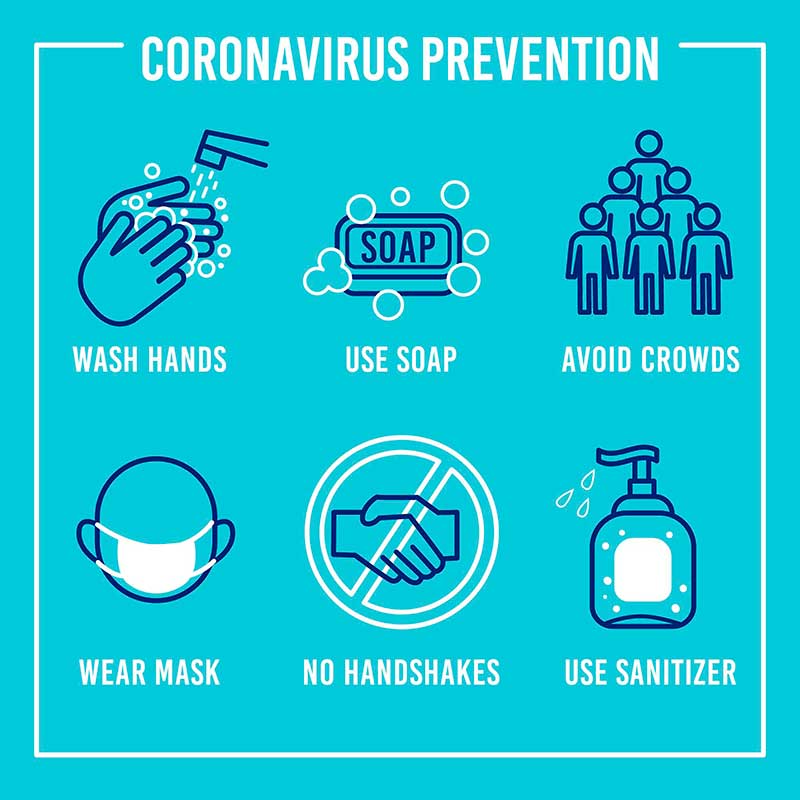 CORONAVIRUS PREVENTION
SOAP
WASH HANDS
USE SOAP
AVOID CROWDS
WEAR MASK
NO HANDSHAKES
USE SANITIZER